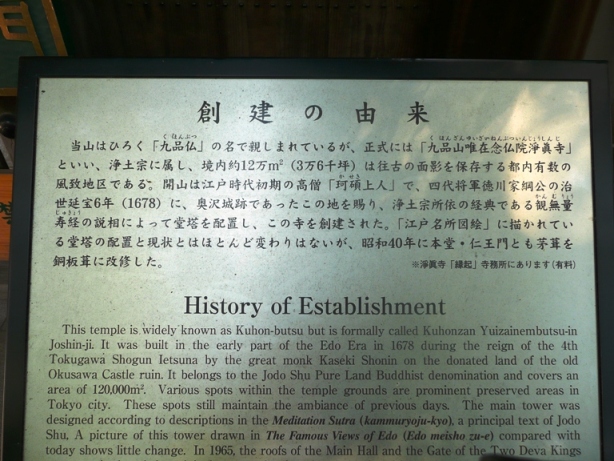 創建の由来
当山はひろく「九品仏」の名で親しまれているが、正式には「九品山唯在念仏院淨眞寺」
といい、浄土宗に属し、境内約12万m²（3万6千坪）は往古の面影を保存する都内有数の
風致地区である。開山は江戸時代初期の高僧「珂碩上人」で、四代将軍徳川家綱公の治
世延宝6年（1678）に、奥沢城跡であったこの地を賜り、浄土宗所依の経典である観無量
寿経の説相によって堂塔を配置し、この寺を創建された。「江戸名所図絵」に描かれてい
る堂塔の配置と現状とはほとんど変わりはないが、昭和40年に本堂・仁王門とも茅葺を
銅板葺に改修した。
※淨眞寺「縁起」寺務所にあります（有料）
History of Establishment
This temple is widely known as Kuhon-butsu but is formally called Kuhonzan Yuizainembutsu-in
Joshin-ji. It was built in the early part of the Edo Era in 1678 during the reign of the 4th
Tokugawa Shogun Ietsuna by the great monk Kaseki Shonin on the donated land of the old
Okusawa Castle ruin. It belongs to the Jodo Shu Pure Land Buddhist denomination and covers an
area of 120,000m². Various spots within the temple grounds are prominent preserved areas in
Tokyo city. These spots still maintain the ambiance of previous days. The main tower was
designed according to descriptions in the Meditation Sutra (kammuryoju-kyo), a principal text of Jodo
Shu. A picture of this tower drawn in The Famous Views of Edo (Edo meisho zu-e) compared with
today shows little change. In 1965, the roofs of the Main Hall and the Gate of the Two Deva Kings